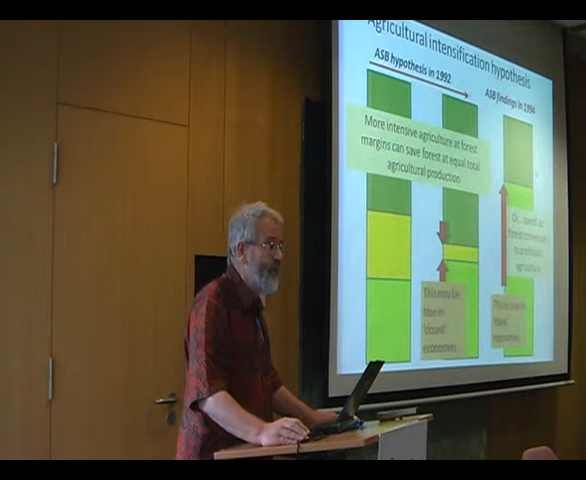 Agricultural intensification hypothesis
ASB hypothesis in 1992
ASB findings in 1994
More intensive agriculture at forest
margins can save forest at equal total
agricultural production
Or... speed up
forest conversion
to profitable
agriculture
This may be
true in
'closed'
economies
This is true in
economies